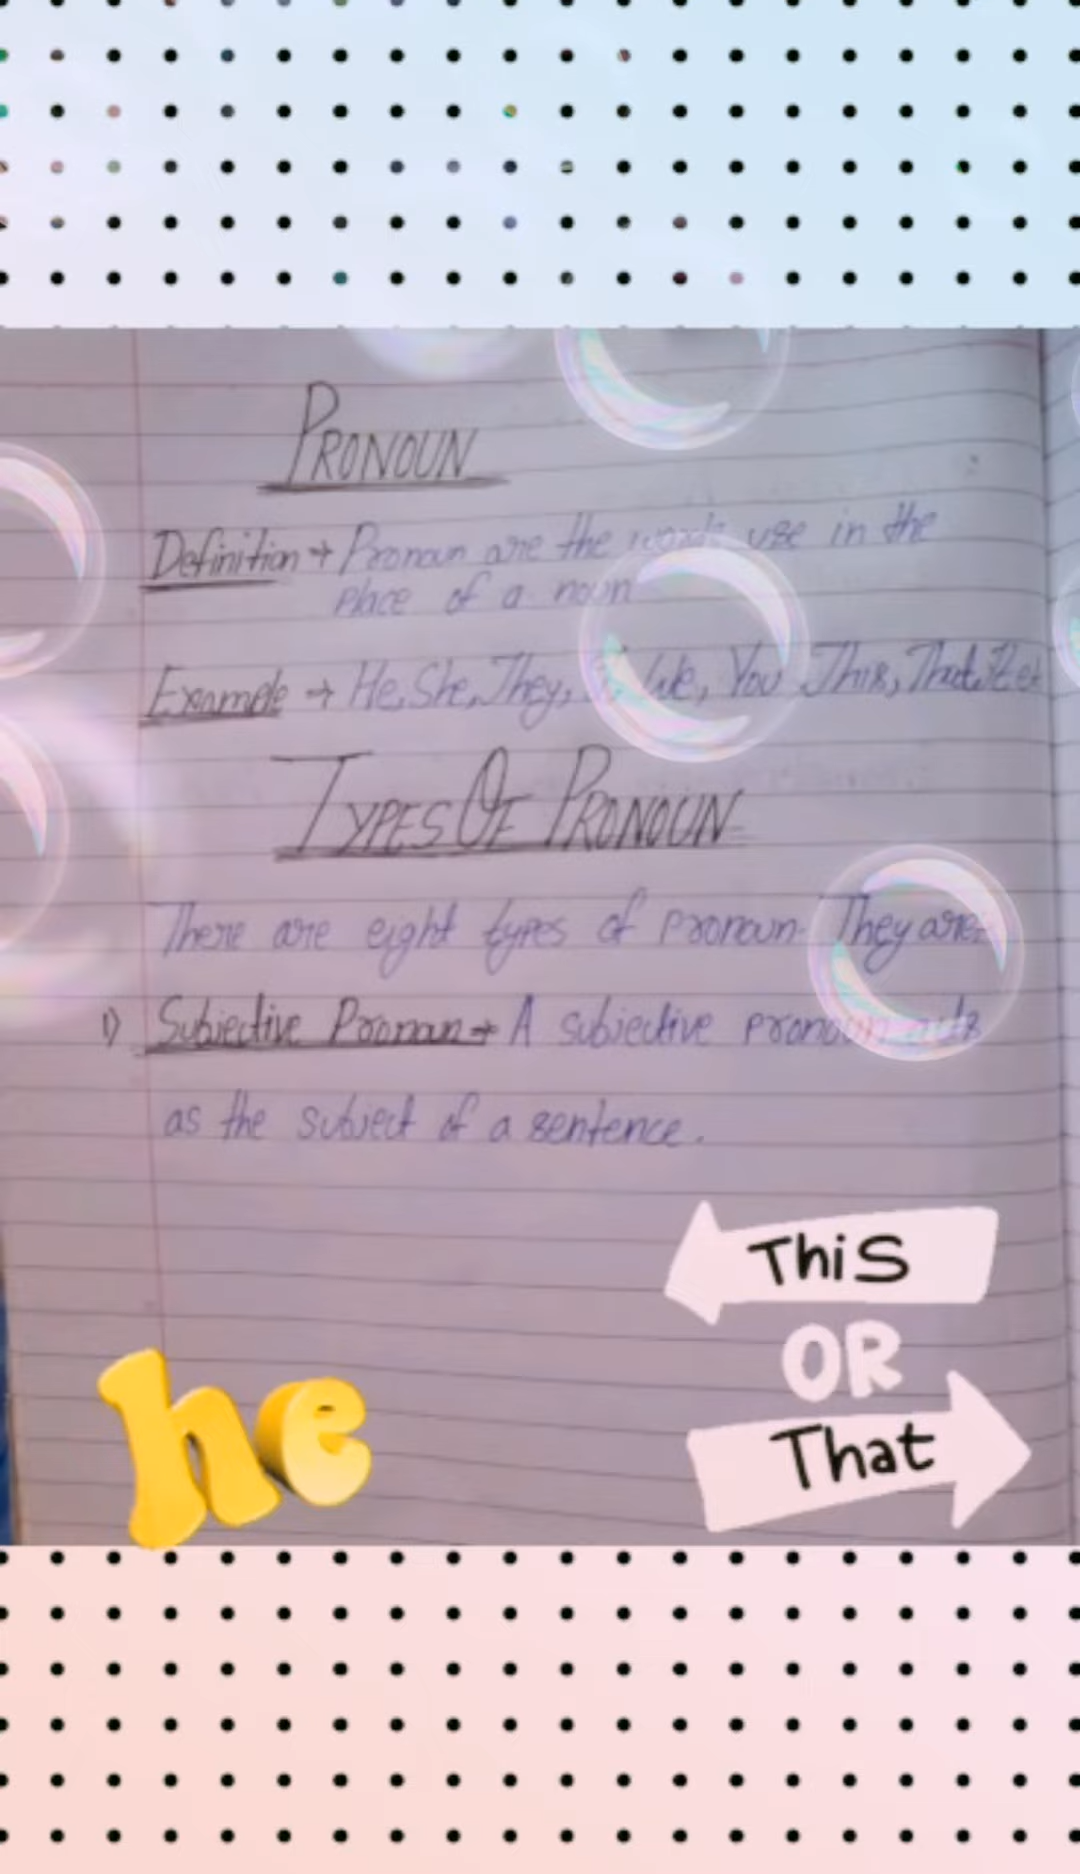 PRONOUN
Definition → Pronoun are the words use in the
place of a noun
Example → He, She, They, We, You This, That,
TYPES OF PRONOUN
There are eight types of pronoun. They are:
1) Subjective Pronoun → A subjective pronoun acts
as the subject of a sentence.
This
OR
That
he